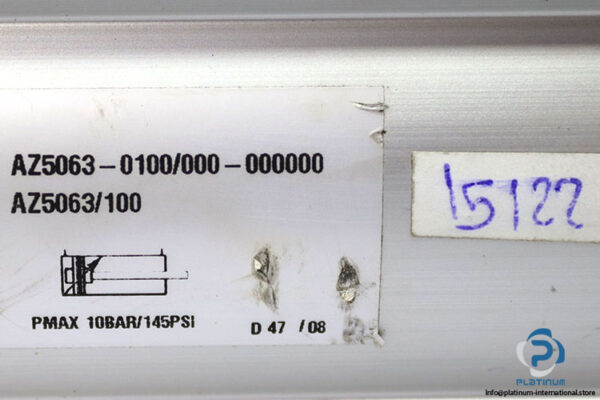 AZ5063-0100/000-000000
AZ5063/100
PMAX 10BAR/145PSI
D 47 /08
15122
PLATINUM
Info@platinum-international.store